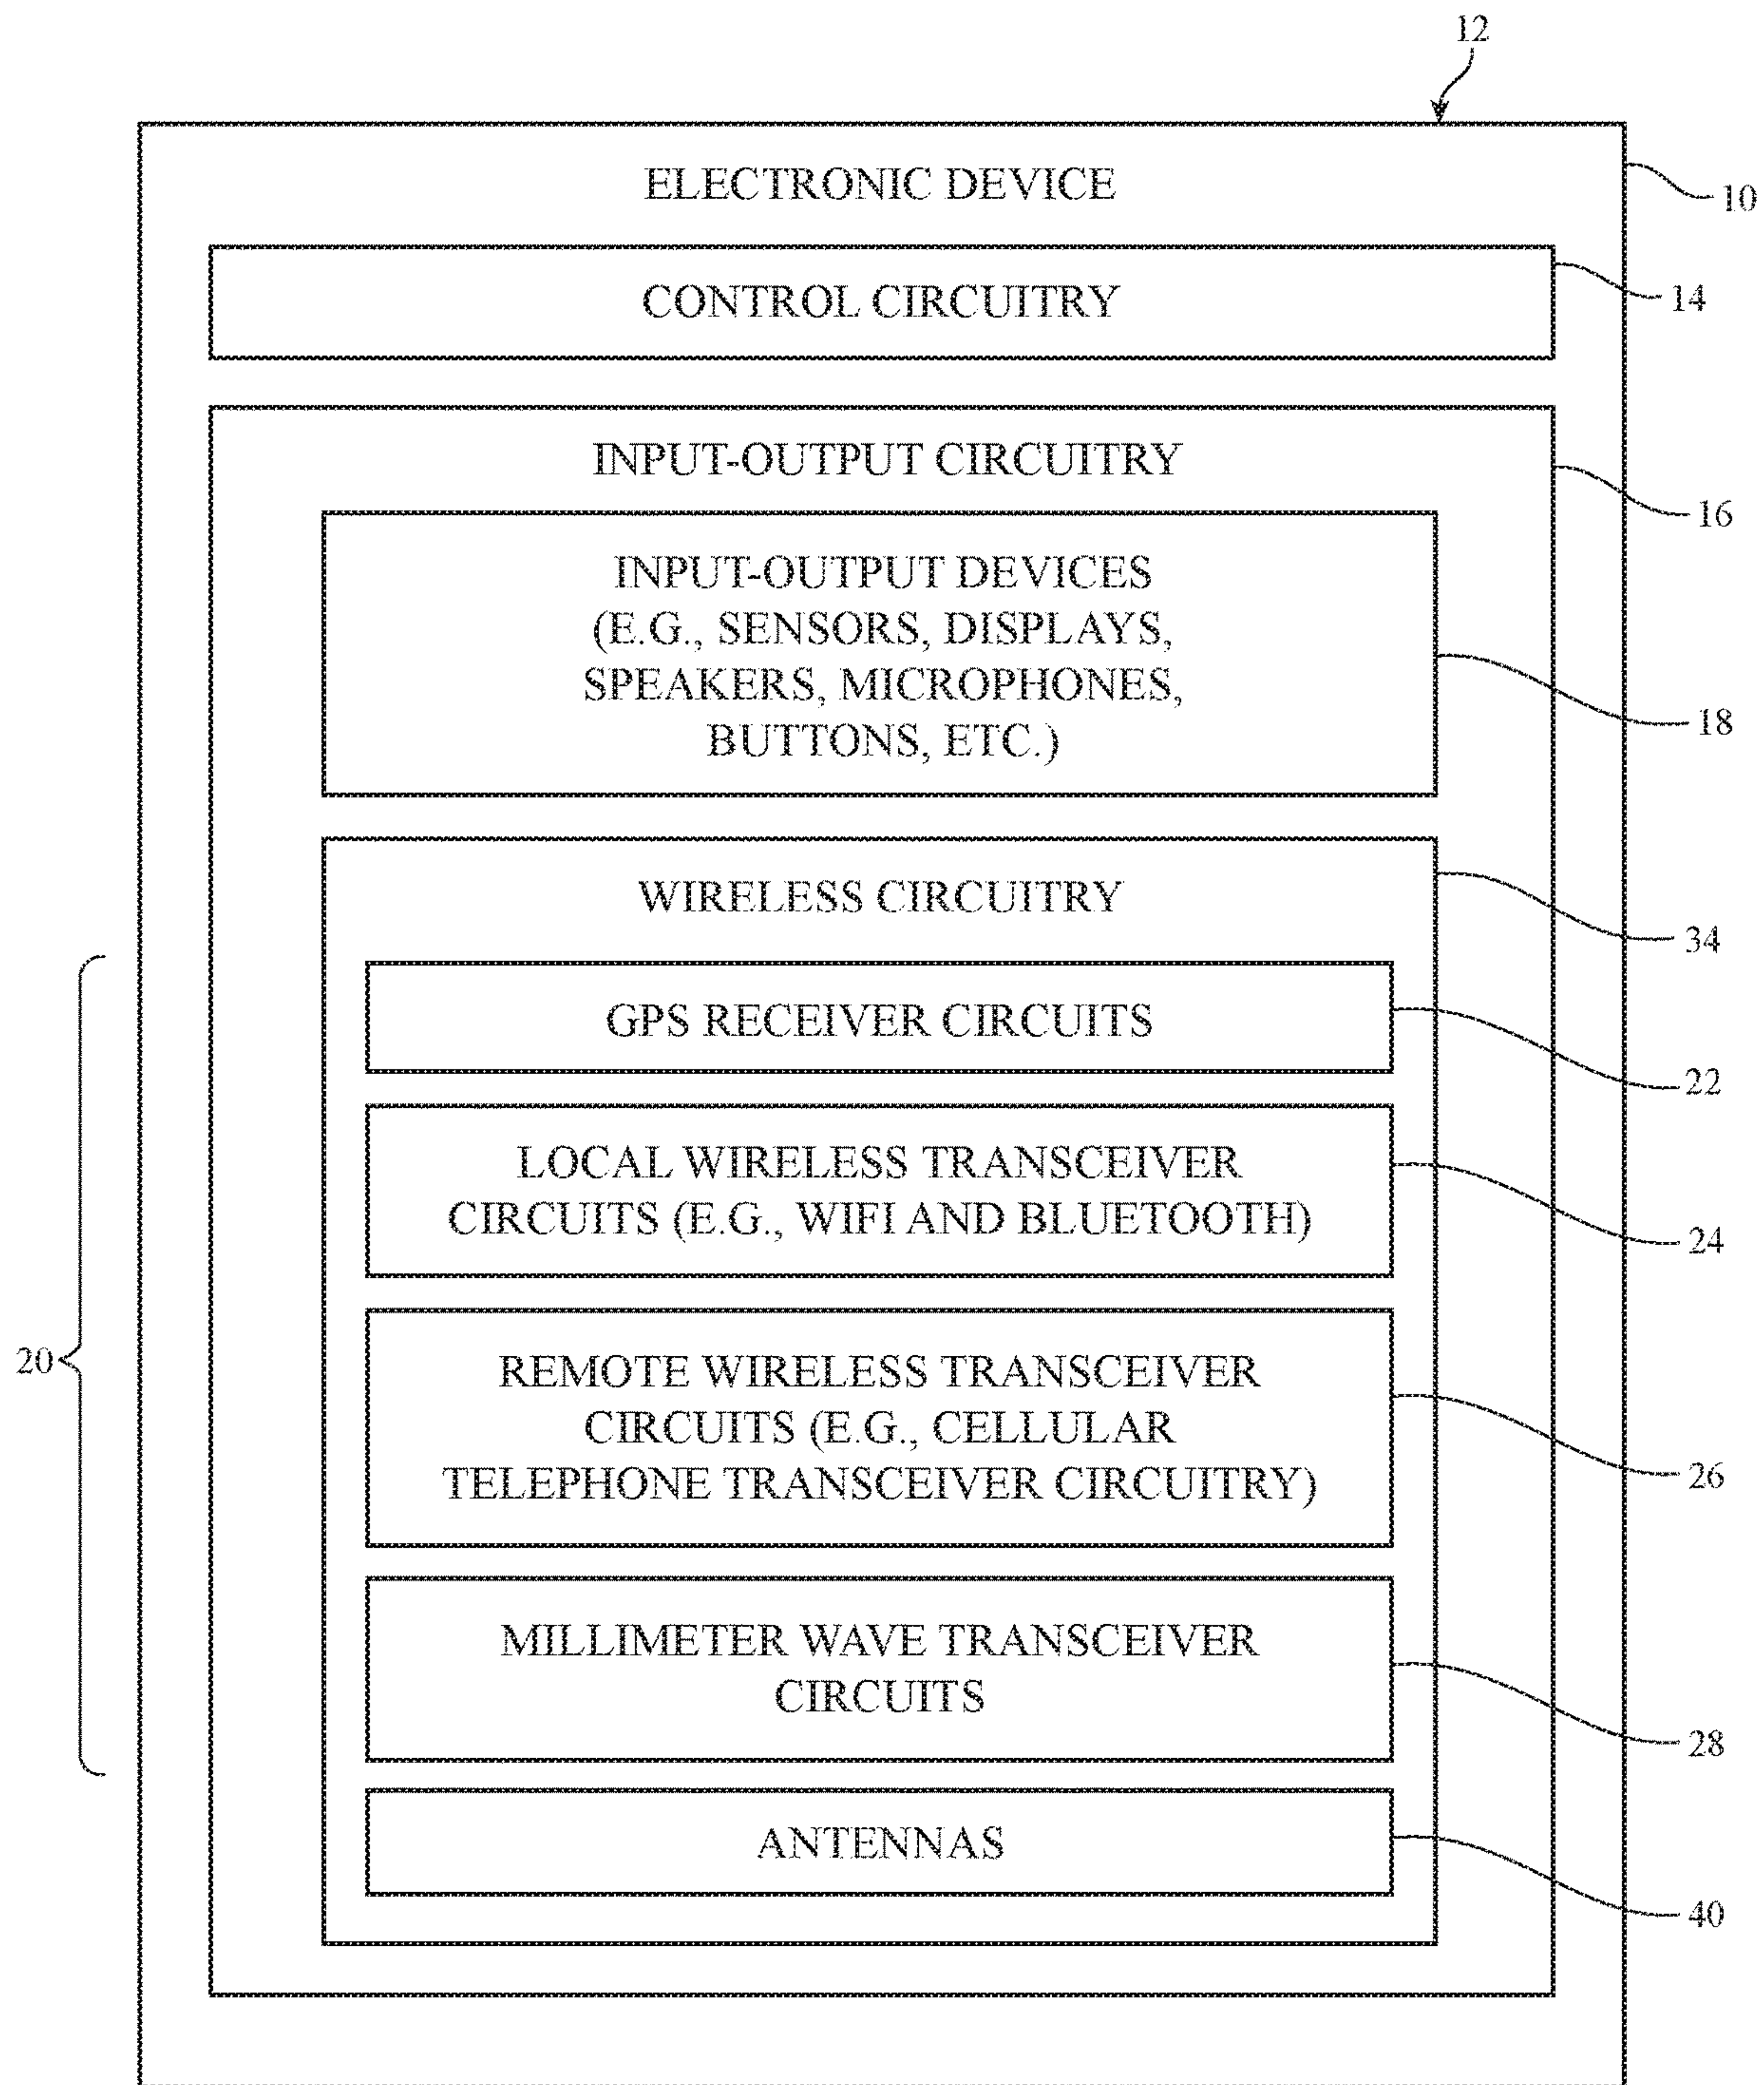 12
ELECTRONIC DEVICE
10
CONTROL CIRCUITRY
14
INPUT-OUTPUT CIRCUITRY
16
INPUT-OUTPUT DEVICES
(E.G., SENSORS, DISPLAYS,
SPEAKERS, MICROPHONES,
BUTTONS, ETC.)
18
WIRELESS CIRCUITRY
34
GPS RECEIVER CIRCUITS
22
LOCAL WIRELESS TRANSCEIVER
CIRCUITS (E.G., WIFI AND BLUETOOTH)
24
20
REMOTE WIRELESS TRANSCEIVER
CIRCUITS (E.G., CELLULAR
TELEPHONE TRANSCEIVER CIRCUITRY)
26
MILLIMETER WAVE TRANSCEIVER
CIRCUITS
28
ANTENNAS
40